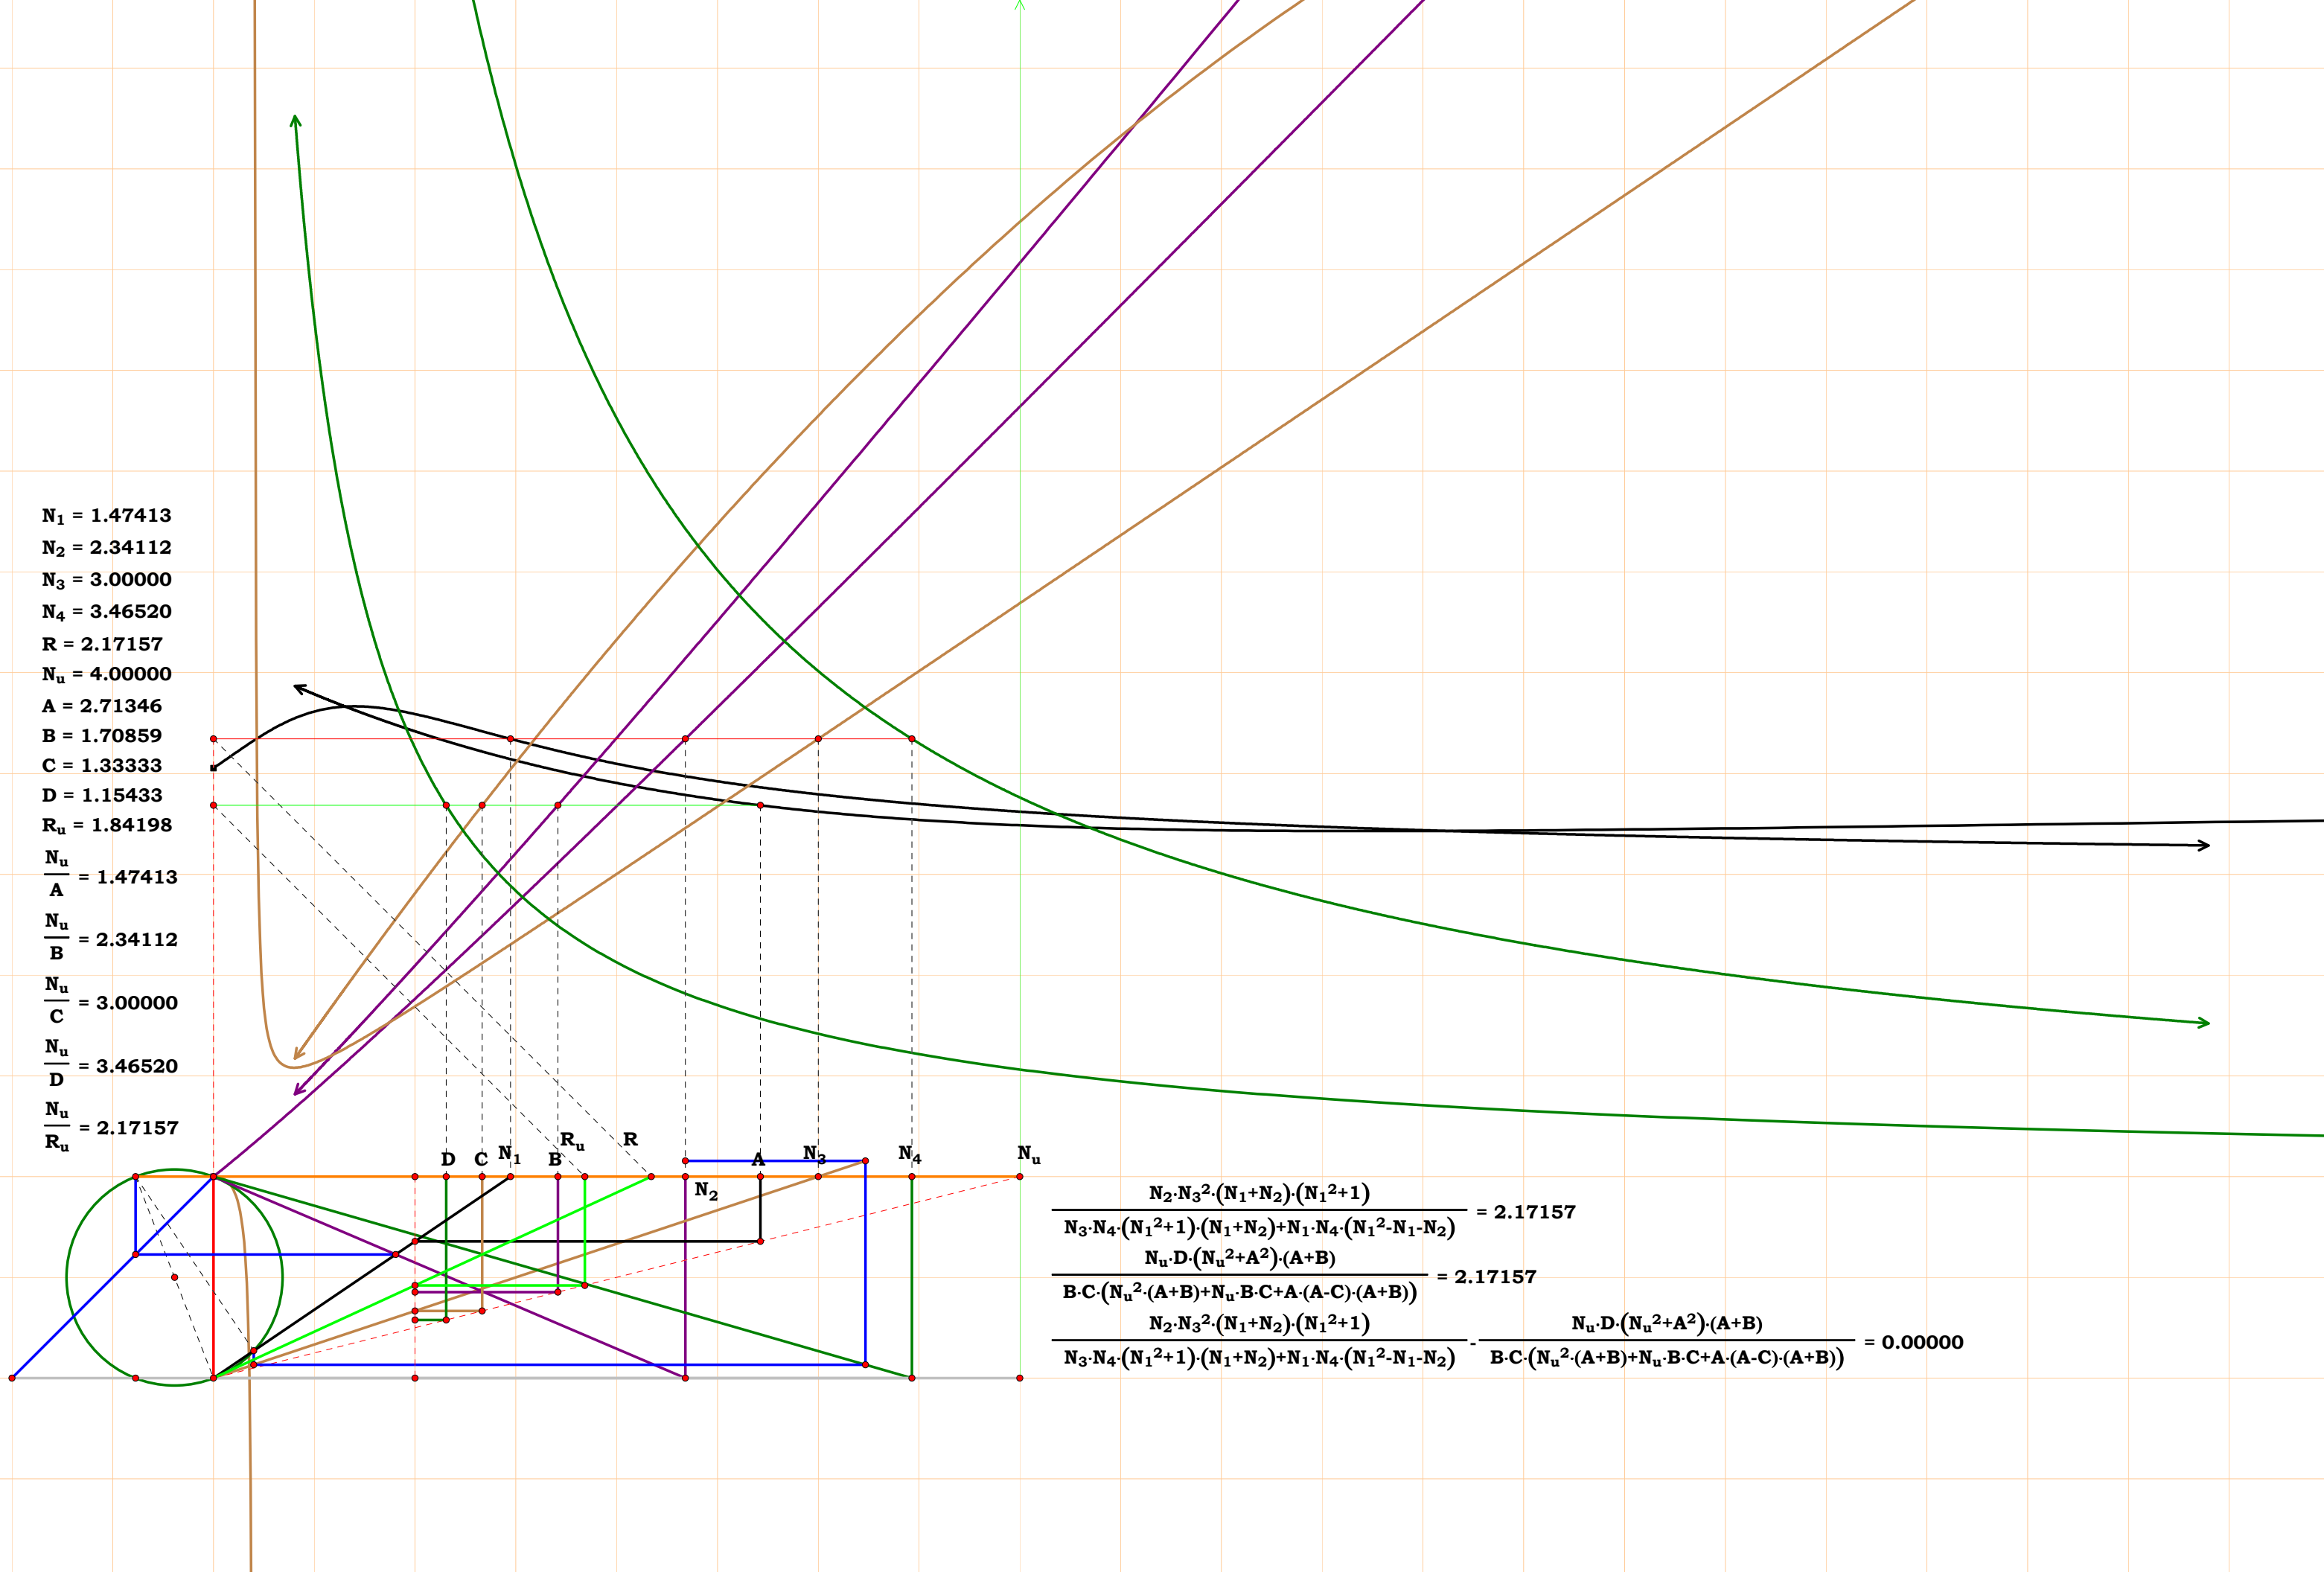 N₁ = 1.47413
N₂ = 2.34112
N₃ = 3.00000
N₄ = 3.46520
R = 2.17157
Nᵤ = 4.00000
A = 2.71346
B = 1.70859
C = 1.33333
D = 1.15433
Rᵤ = 1.84198
Nᵤ/A = 1.47413
Nᵤ/B = 2.34112
Nᵤ/C = 3.00000
Nᵤ/D = 3.46520
Nᵤ/Rᵤ = 2.17157
D C N₁ B Rᵤ R A N₃ N₄ Nᵤ
N₂
N₂·N₃²·(N₁+N₂)·(N₁²+1) / N₃·N₄·(N₁²+1)·(N₁+N₂)+N₁·N₄·(N₁²-N₁-N₂) = 2.17157
Nᵤ·D·(Nᵤ²+A²)·(A+B) / B·C·(Nᵤ²·(A+B)+Nᵤ·B·C+A·(A-C)·(A+B)) = 2.17157
N₂·N₃²·(N₁+N₂)·(N₁²+1) / N₃·N₄·(N₁²+1)·(N₁+N₂)+N₁·N₄·(N₁²-N₁-N₂) - Nᵤ·D·(Nᵤ²+A²)·(A+B) / B·C·(Nᵤ²·(A+B)+Nᵤ·B·C+A·(A-C)·(A+B)) = 0.00000